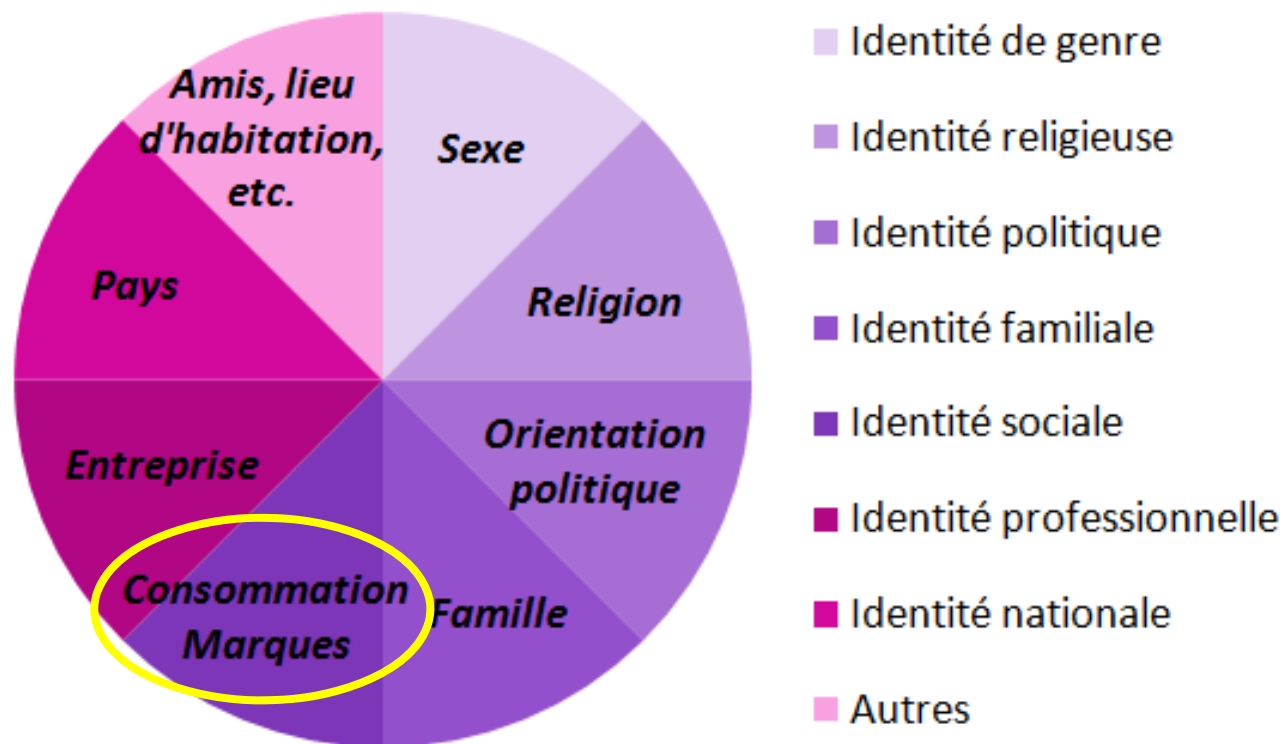 Amis, lieu
d'habitation,
etc.
Sexe
Pays
Religion
Entreprise
Orientation
politique
Consommation
Marques
Famille
Identité de genre
Identité religieuse
Identité politique
Identité familiale
Identité sociale
Identité professionnelle
Identité nationale
Autres